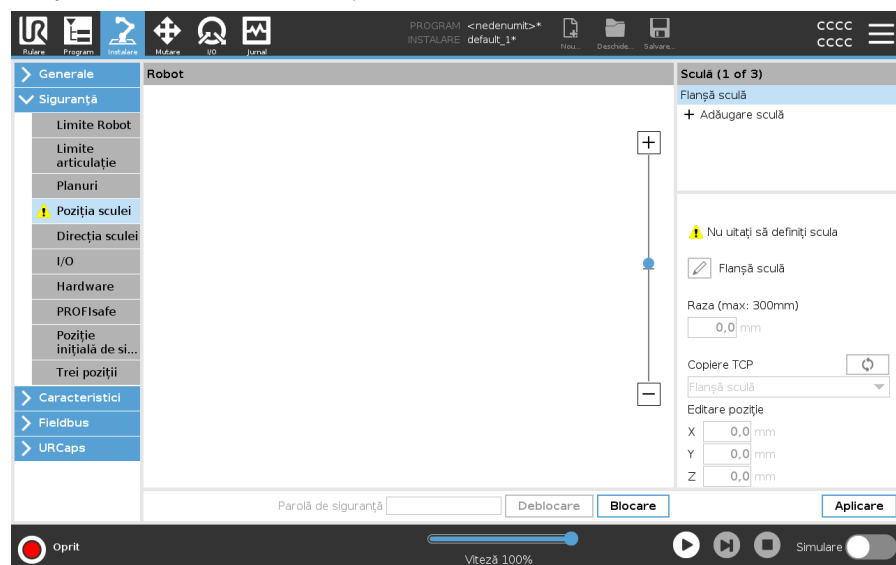 PROGRAM <nedenumit>*
INSTALARE default_1*
Rulare Program Instalare Mutare I/O Jurnal
Nou... Deschide... Salvare...
cccc
cccc
Generale
Siguranță
Limite Robot
Limite
articulație
Planuri
Poziția sculei
Direcția sculei
I/O
Hardware
PROFIsafe
Poziție
inițială de si...
Trei poziții
Caracteristici
Fieldbus
URCaps
Robot
Sculă (1 of 3)
Flanșă sculă
Adăugare sculă
Nu uitați să definiți scula
Flanșă sculă
Raza (max: 300mm)
0,0 mm
Copiere TCP
Flanșă sculă
Editare poziție
X 0,0 mm
Y 0,0 mm
Z 0,0 mm
Parolă de siguranță Deblocare Blocare Aplicare
Oprit
Viteză 100%
Simulare